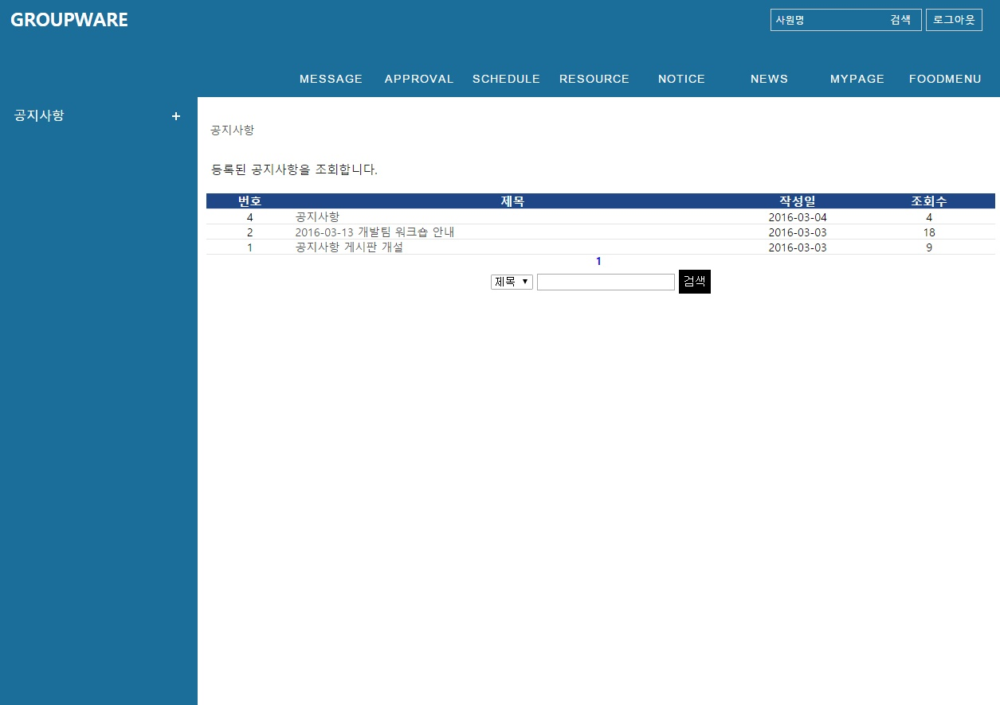 GROUPWARE
사원명 검색 로그아웃
MESSAGE APPROVAL SCHEDULE RESOURCE NOTICE NEWS MYPAGE FOODMENU
공지사항 +
공지사항
등록된 공지사항을 조회합니다.
번호 제목 작성일 조회수
4 공지사항 2016-03-04 4
2 2016-03-13 개발팀 워크숍 안내 2016-03-03 18
1 공지사항 게시판 개설 2016-03-03 9
1
제목 ▼ 검색